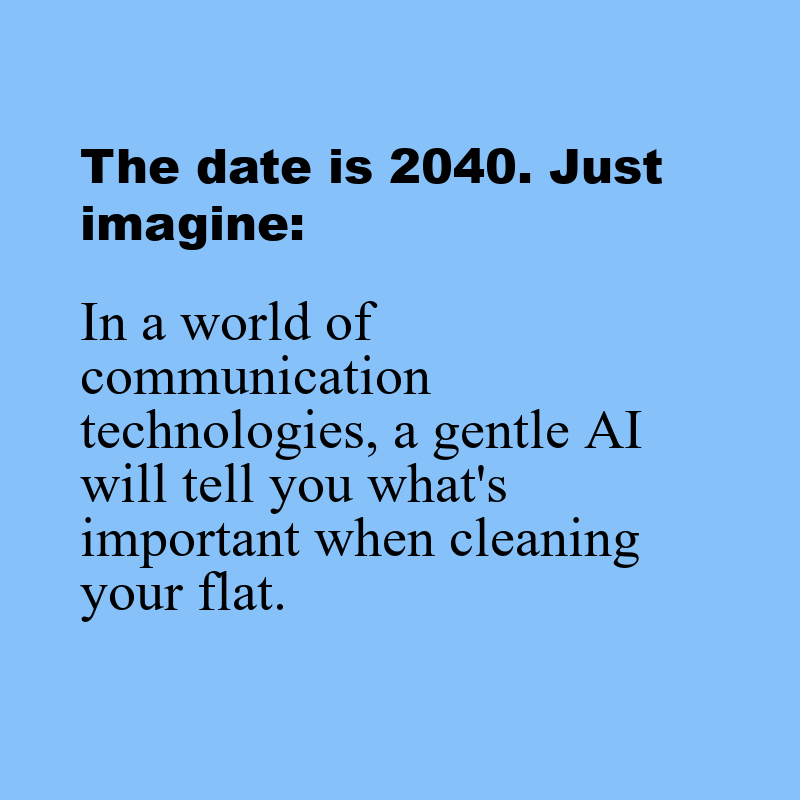 The date is 2040. Just
imagine:
In a world of
communication
technologies, a gentle AI
will tell you what's
important when cleaning
your flat.